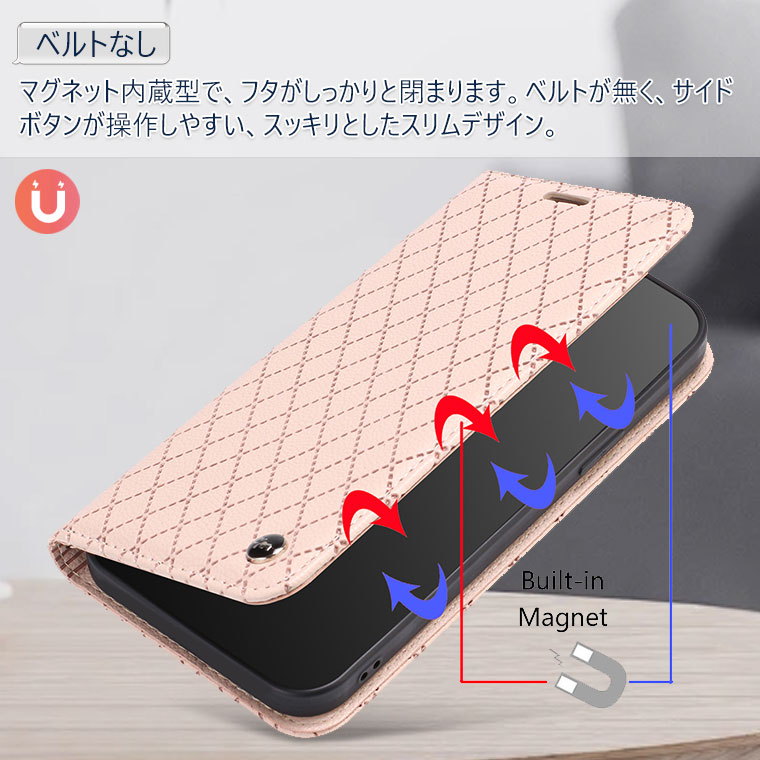 ベルトなし
マグネット内蔵型で、フタがしっかりと閉まります。ベルトが無く、サイド
ボタンが操作しやすい、スッキリとしたスリムデザイン。
Built-in
Magnet